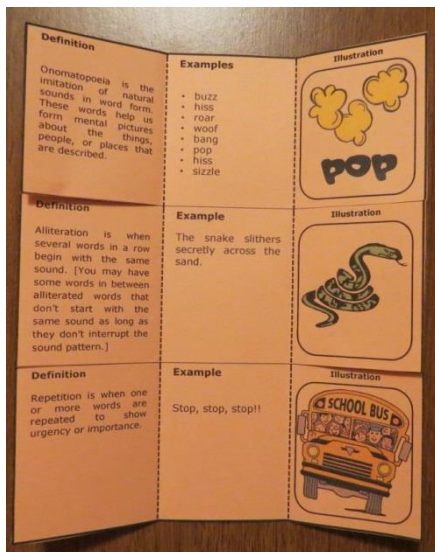 Definition
Onomatopoeia is the
imitation of natural
sounds in word form.
These words help us
form mental pictures
about the things,
people, or places that
are described.
Examples
• buzz
• hiss
• roar
• woof
• bang
• pop
• hiss
• sizzle
Illustration
pop
Definition
Alliteration is when
several words in a row
begin with the same
sound. [You may have
some words in between
alliterated words that
don't start with the
same sound as long as
they don't interrupt the
sound pattern.]
Example
The snake slithers
secretly across the
sand.
Illustration
Definition
Repetition is when one
or more words are
repeated to show
urgency or importance.
Example
Stop, stop, stop!!
Illustration
SCHOOL BUS